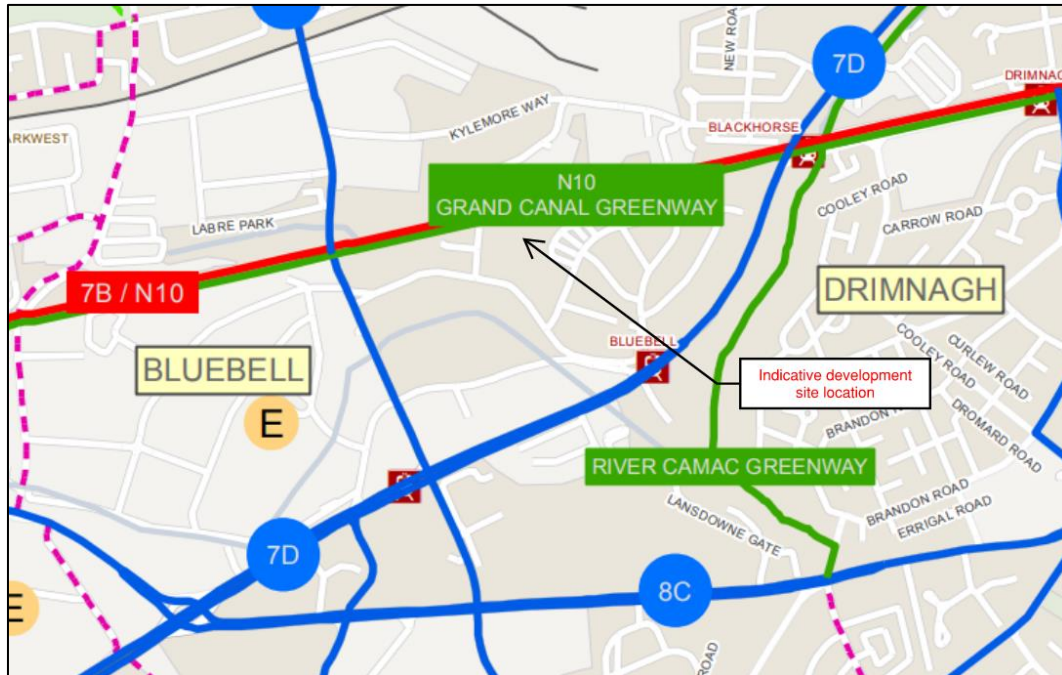 7D
NEW ROA
DRIMNAG
ARKWEST
KYLEMORE WAY
BLACKHORSE
N10
GRAND CANAL GREENWAY
COOLEY ROAD
LABRE PARK
CARROW ROAD
7B / N10
DRIMNAGH
BLUEBELL
BLUEBELL
COOLEY ROAD
CURLEW ROAD
Indicative development
site location
E
BRANDON R
DROMARD ROAD
RIVER CAMAC GREENWAY
BRANDON ROAD
LANSDOWNE GATE
ERRIGAL ROAD
7D
8C
E
ROAD